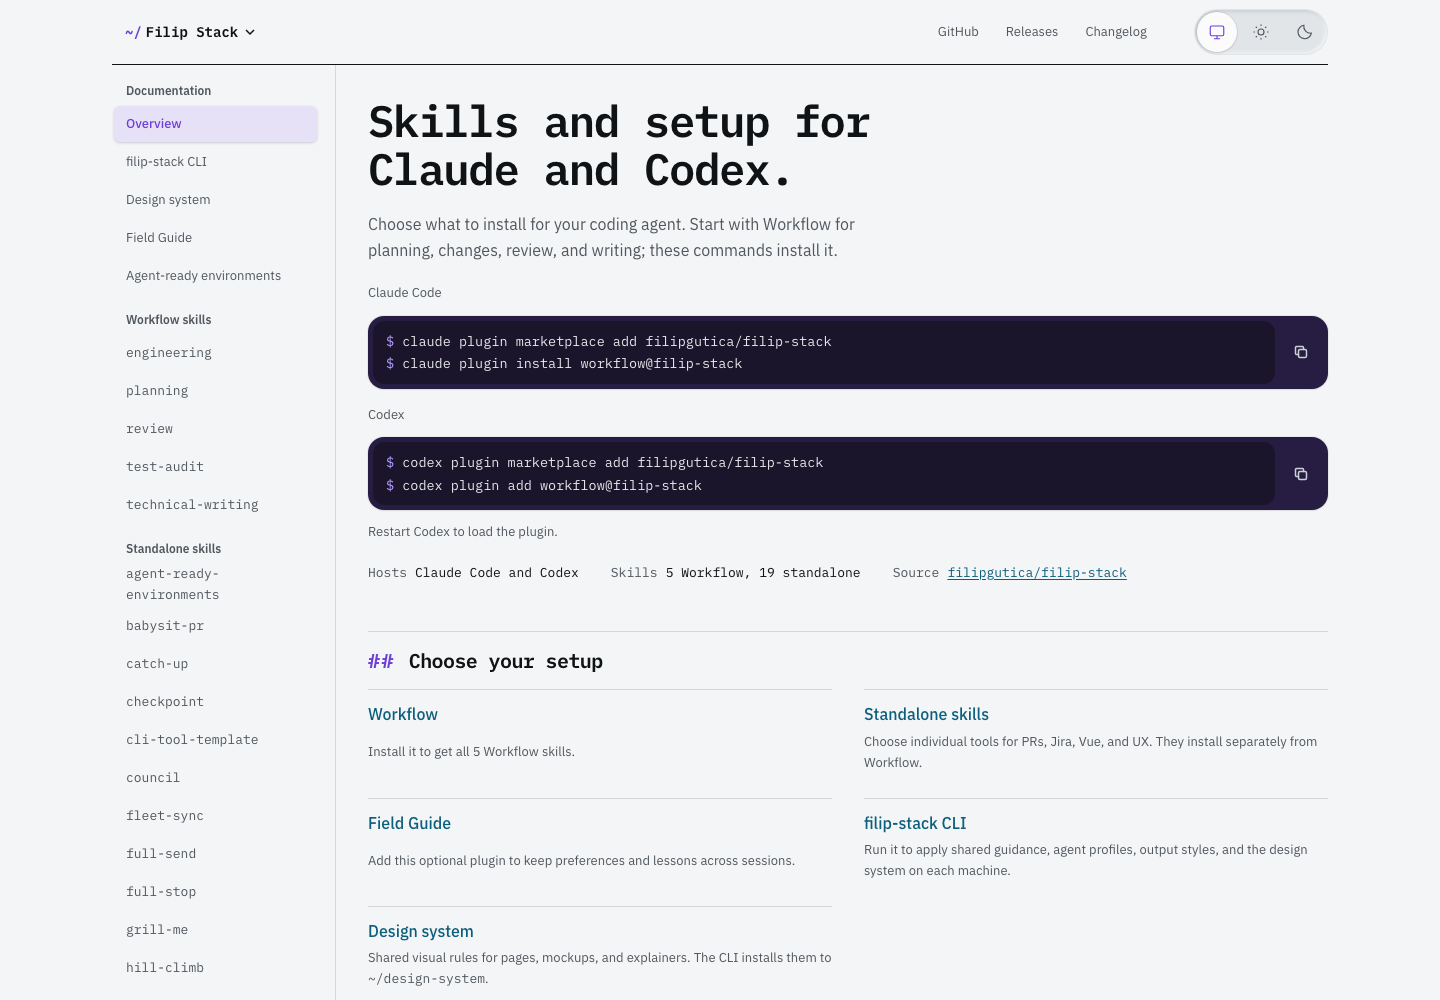 ~/ Filip Stack
GitHub Releases Changelog
Documentation
Overview
filip-stack CLI
Design system
Field Guide
Agent-ready environments
Workflow skills
engineering
planning
review
test-audit
technical-writing
Standalone skills
agent-ready-
environments
babysit-pr
catch-up
checkpoint
cli-tool-template
council
fleet-sync
full-send
full-stop
grill-me
hill-climb
Skills and setup for
Claude and Codex.
Choose what to install for your coding agent. Start with Workflow for
planning, changes, review, and writing; these commands install it.
Claude Code
$ claude plugin marketplace add filipgutica/filip-stack
$ claude plugin install workflow@filip-stack
Codex
$ codex plugin marketplace add filipgutica/filip-stack
$ codex plugin add workflow@filip-stack
Restart Codex to load the plugin.
Hosts Claude Code and Codex Skills 5 Workflow, 19 standalone Source filipgutica/filip-stack
## Choose your setup
Workflow
Install it to get all 5 Workflow skills.
Standalone skills
Choose individual tools for PRs, Jira, Vue, and UX. They install separately from
Workflow.
Field Guide
Add this optional plugin to keep preferences and lessons across sessions.
filip-stack CLI
Run it to apply shared guidance, agent profiles, output styles, and the design
system on each machine.
Design system
Shared visual rules for pages, mockups, and explainers. The CLI installs them to
~/design-system.